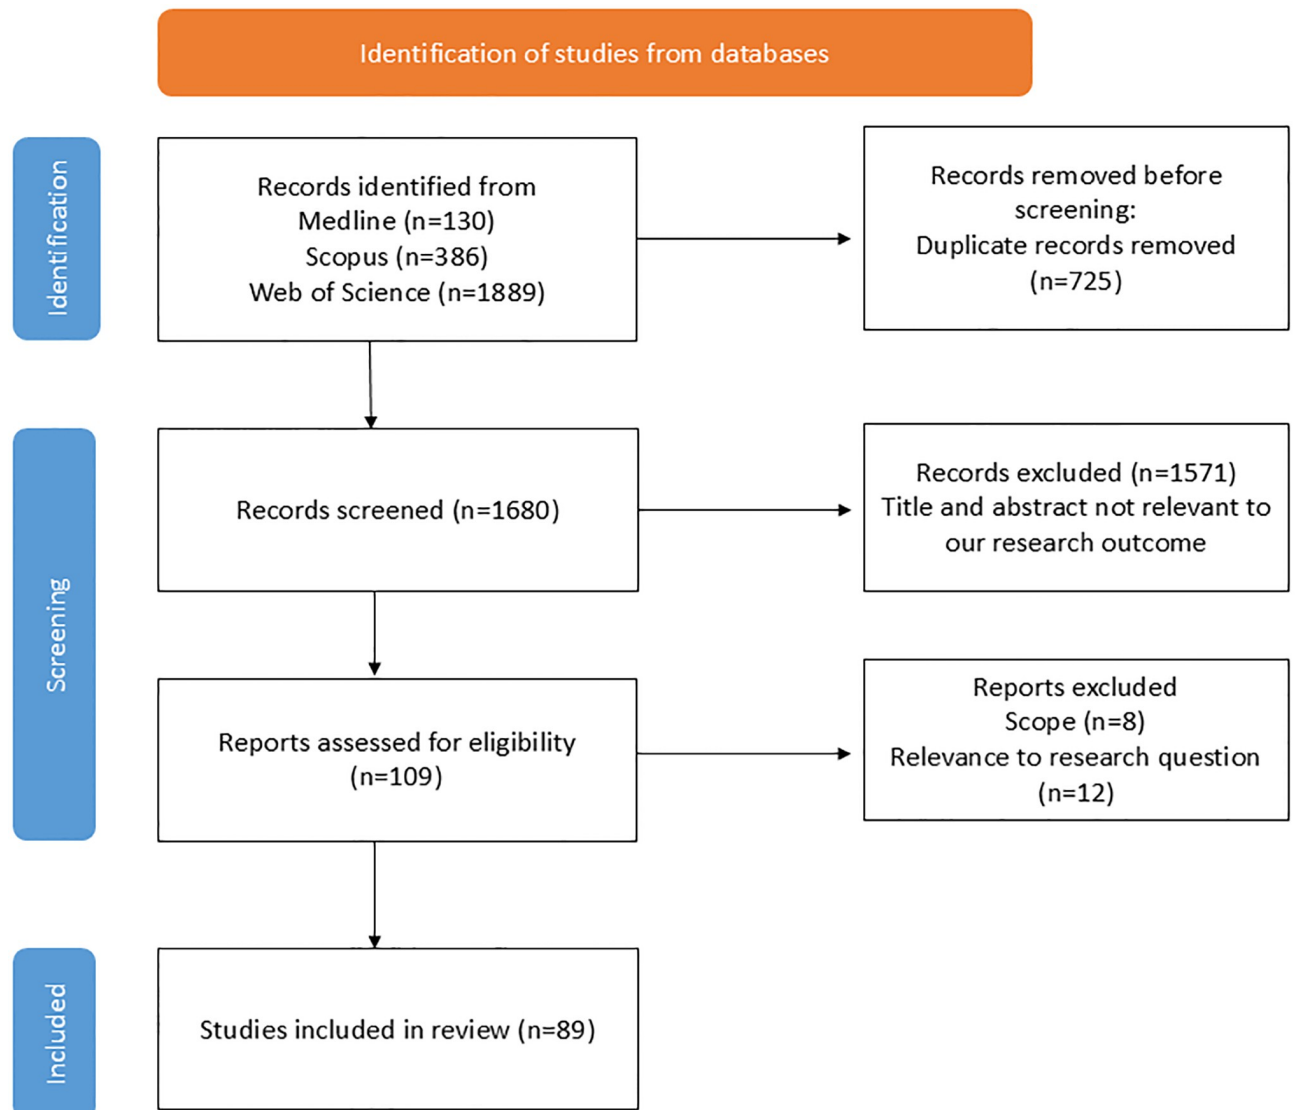 Identification of studies from databases
Identification
Records identified from
Medline (n=130)
Scopus (n=386)
Web of Science (n=1889)
Records removed before
screening:
Duplicate records removed
(n=725)
Screening
Records screened (n=1680)
Records excluded (n=1571)
Title and abstract not relevant to
our research outcome
Reports assessed for eligibility
(n=109)
Reports excluded
Scope (n=8)
Relevance to research question
(n=12)
Included
Studies included in review (n=89)